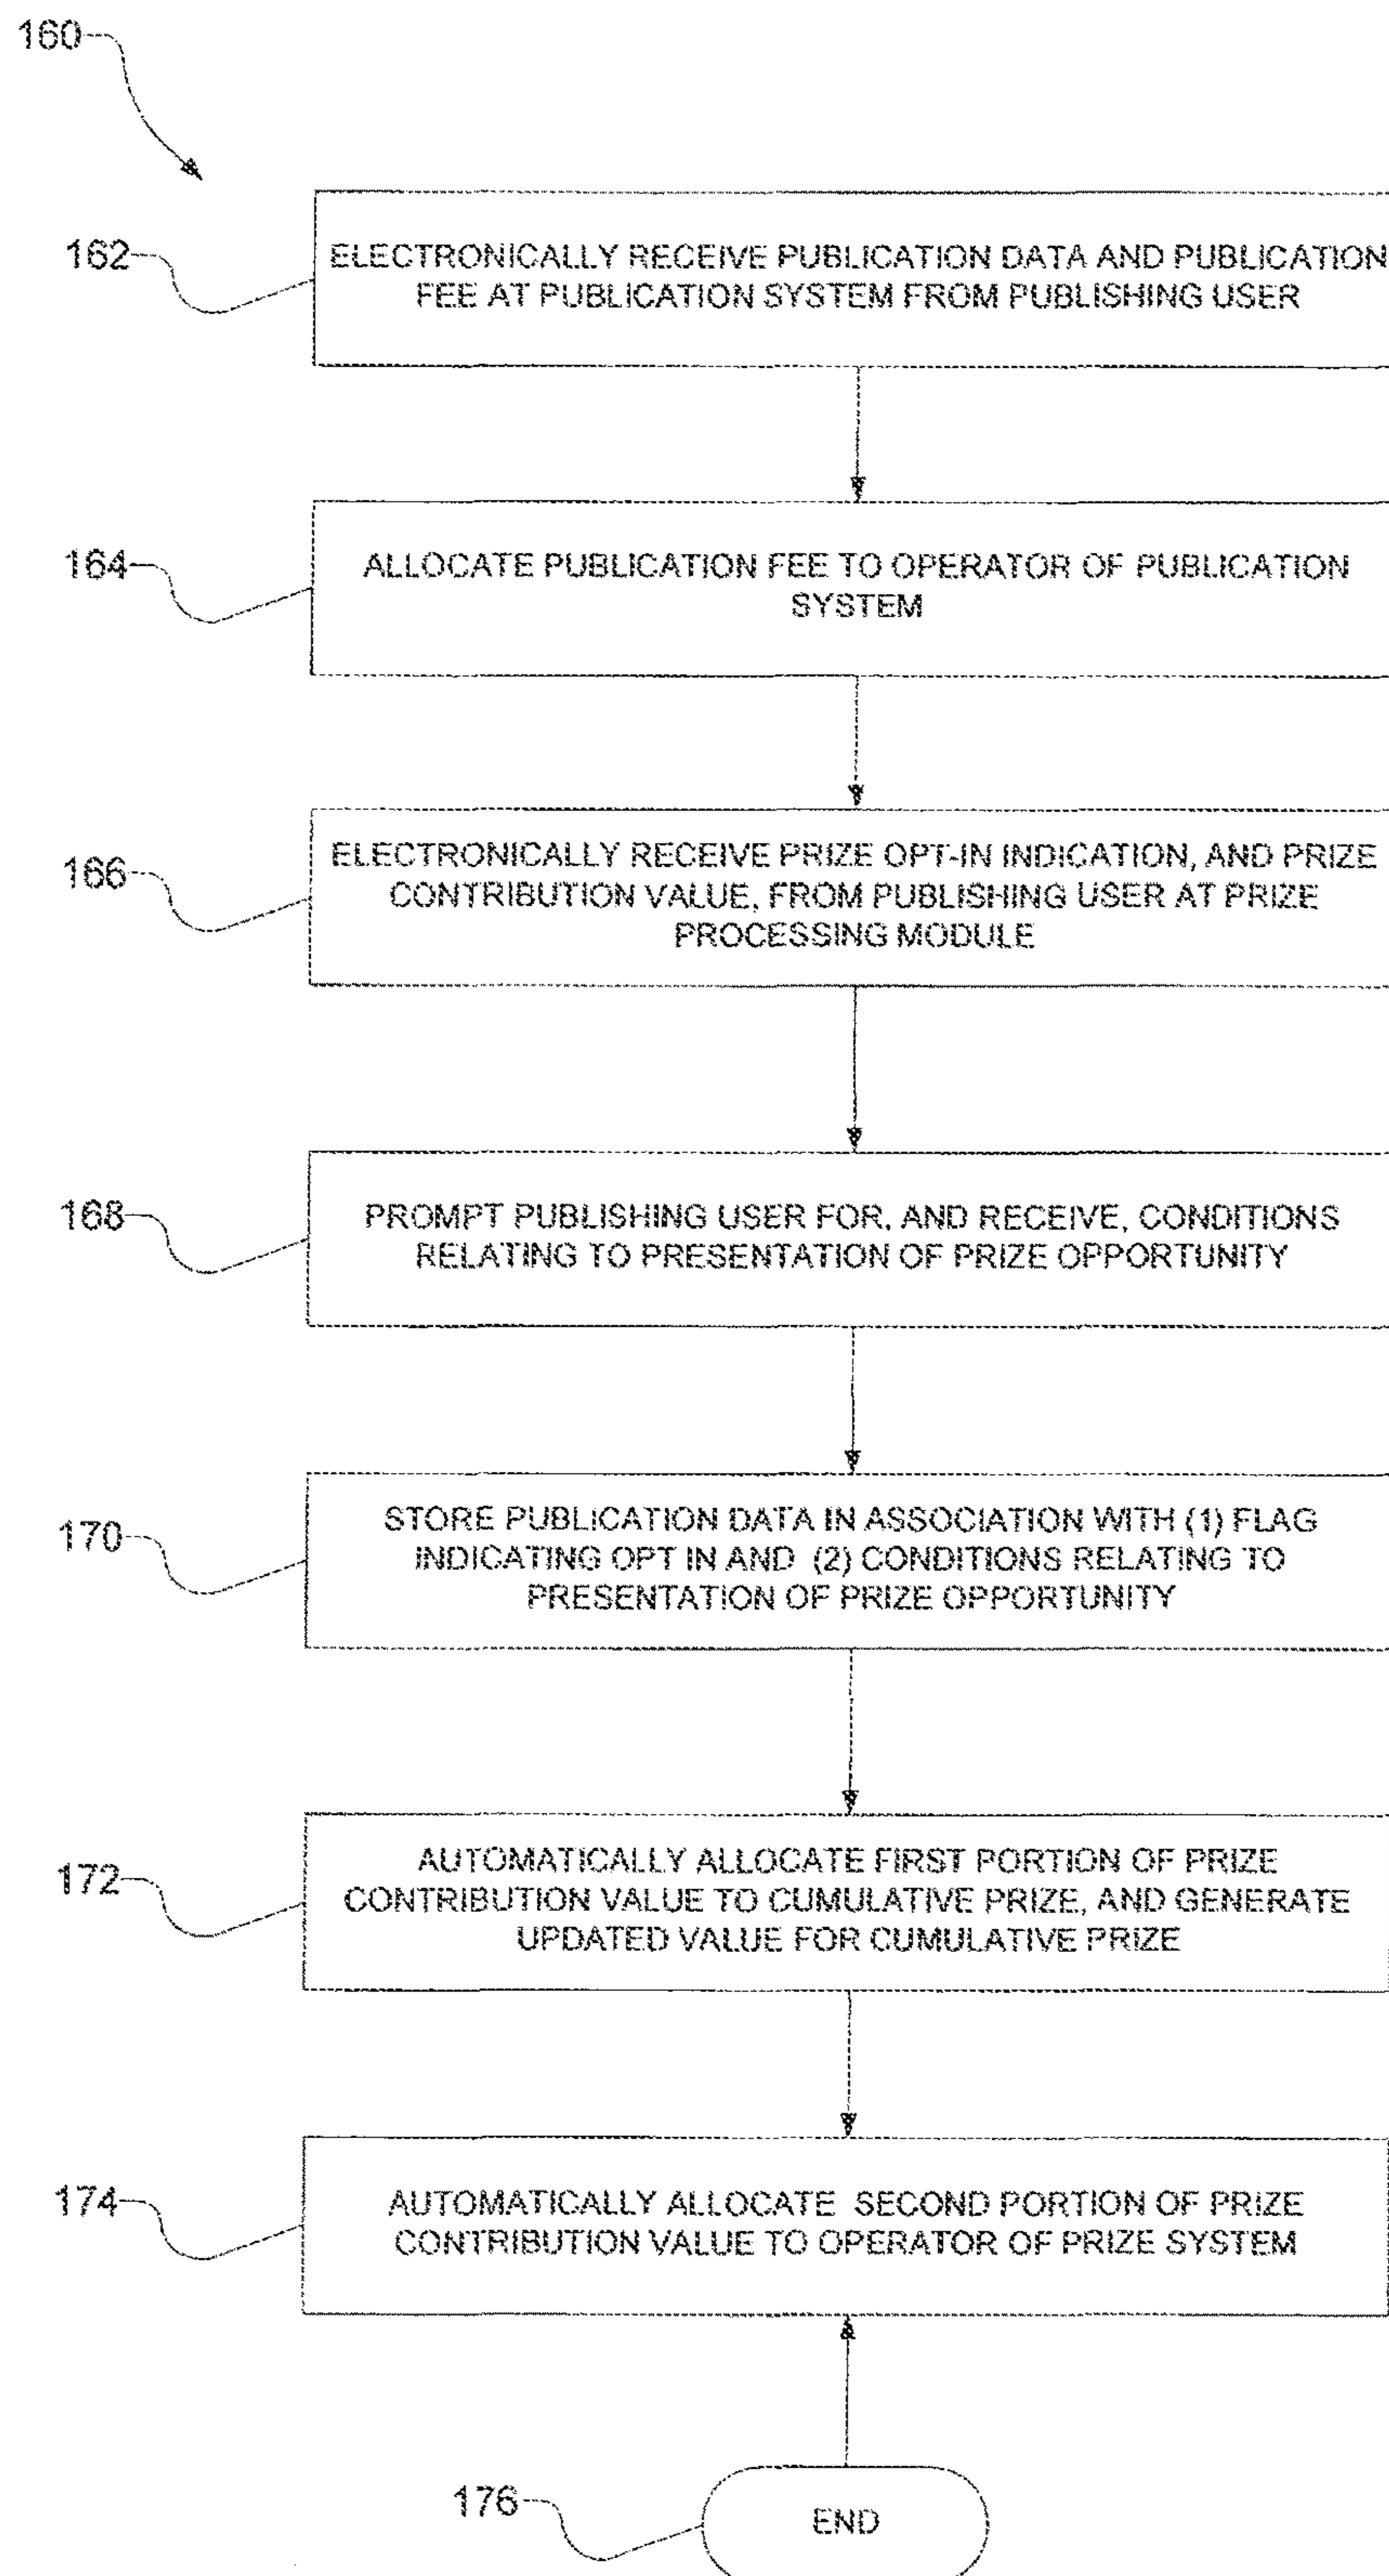 160
162
ELECTRONICALLY RECEIVE PUBLICATION DATA AND PUBLICATION
FEE AT PUBLICATION SYSTEM FROM PUBLISHING USER
164
ALLOCATE PUBLICATION FEE TO OPERATOR OF PUBLICATION
SYSTEM
166
ELECTRONICALLY RECEIVE PRIZE OPT-IN INDICATION, AND PRIZE
CONTRIBUTION VALUE, FROM PUBLISHING USER AT PRIZE
PROCESSING MODULE
168
PROMPT PUBLISHING USER FOR, AND RECEIVE, CONDITIONS
RELATING TO PRESENTATION OF PRIZE OPPORTUNITY
170
STORE PUBLICATION DATA IN ASSOCIATION WITH (1) FLAG
INDICATING OPT IN AND (2) CONDITIONS RELATING TO
PRESENTATION OF PRIZE OPPORTUNITY
172
AUTOMATICALLY ALLOCATE FIRST PORTION OF PRIZE
CONTRIBUTION VALUE TO CUMULATIVE PRIZE, AND GENERATE
UPDATED VALUE FOR CUMULATIVE PRIZE
174
AUTOMATICALLY ALLOCATE SECOND PORTION OF PRIZE
CONTRIBUTION VALUE TO OPERATOR OF PRIZE SYSTEM
176
END